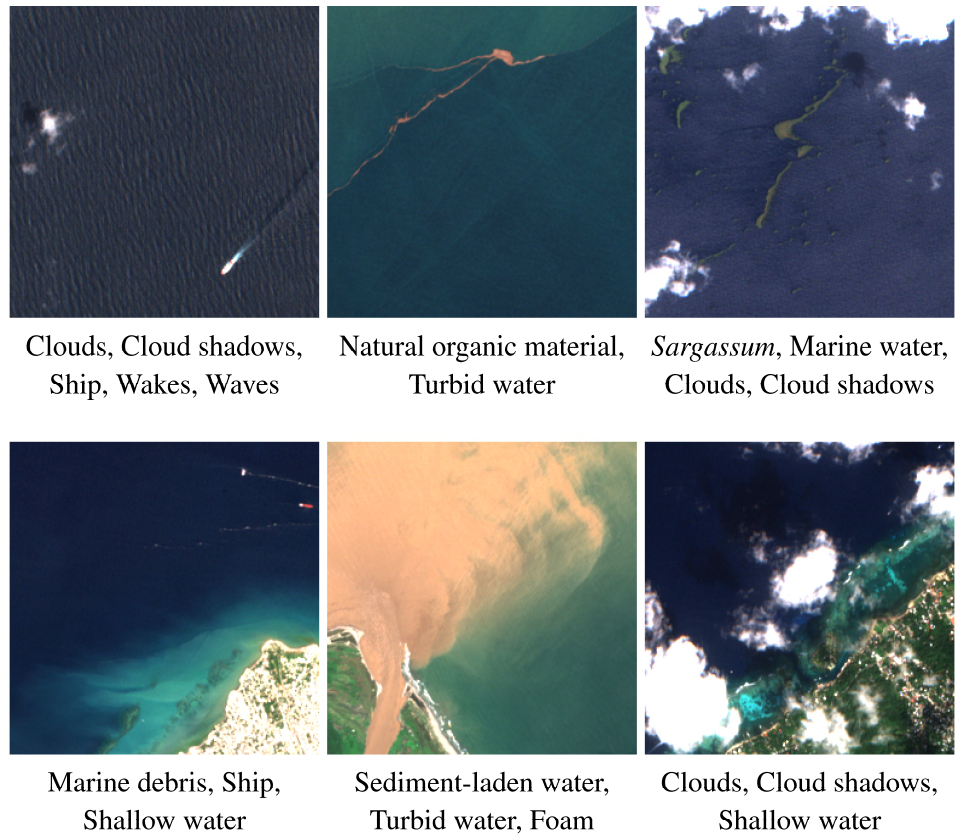 Clouds, Cloud shadows,
Ship, Wakes, Waves
Natural organic material,
Turbid water
Sargassum, Marine water,
Clouds, Cloud shadows
Marine debris, Ship,
Shallow water
Sediment-laden water,
Turbid water, Foam
Clouds, Cloud shadows,
Shallow water